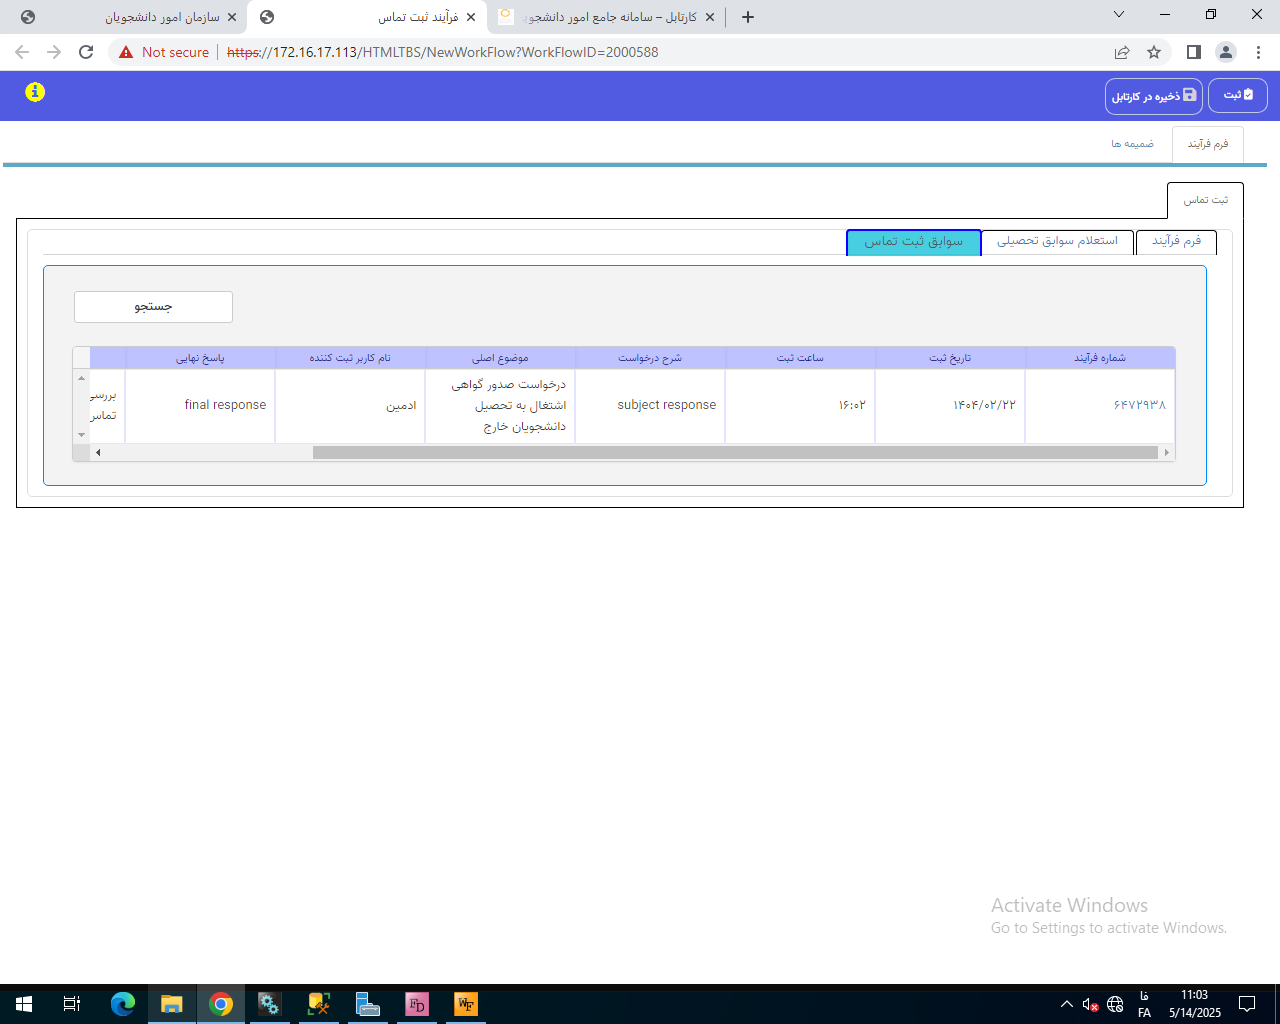 سازمان امور دانشجویان
فرآیند ثبت تماس
کارتابل – سامانه جامع امور دانشجو
Not secure
https://172.16.17.113/HTMLTBS/NewWorkFlow?WorkFlowID=2000588
ثبت
ذخیره در کارتابل
فرم فرآیند
ضمیمه ها
ثبت تماس
فرم فرآیند
استعلام سوابق تحصیلی
سوابق ثبت تماس
جستجو
شماره فرآیند
تاریخ ثبت
ساعت ثبت
شرح درخواست
موضوع اصلی
نام کاربر ثبت کننده
پاسخ نهایی
۶۴۷۲۹۳۸
۱۴۰۴/۰۲/۲۲
۱۶:۰۲
subject response
درخواست صدور گواهی
اشتغال به تحصیل
دانشجویان خارج
ادمین
final response
بررسی
تماس
Activate Windows
Go to Settings to activate Windows.
FD
WF
فا
FA
11:03
5/14/2025